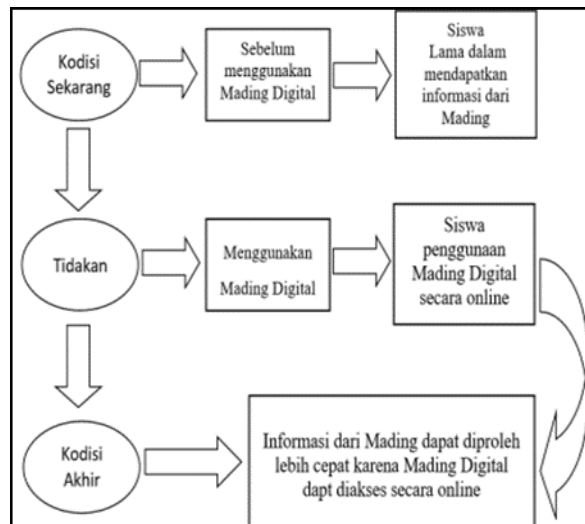 Kodisi
Sekarang
Sebelum
menggunakan
Mading Digital
Siswa
Lama dalam
mendapatkan
informasi dari
Mading
Tidakan
Menggunakan
Mading Digital
Siswa
penggunaan
Mading Digital
secara online
Kodisi
Akhir
Informasi dari Mading dapat diproleh
lebih cepat karena Mading Digital
dapt diakses secara online